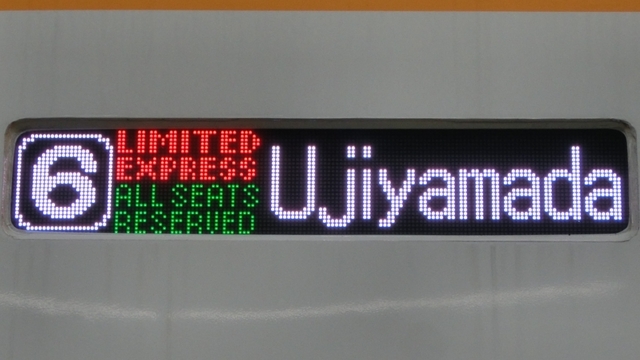 6
LIMITED
EXPRESS
ALL SEATS
RESERVED
Ujiyamada